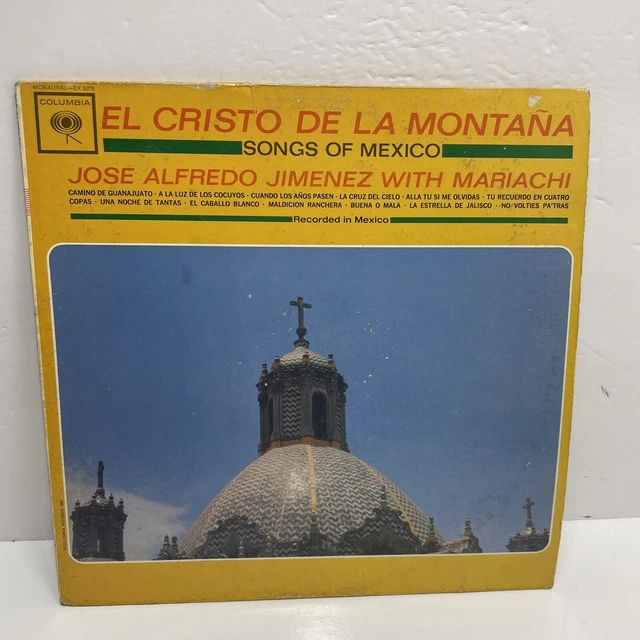 MONAURAL—EX 5078
COLUMBIA
EL CRISTO DE LA MONTAÑA
SONGS OF MEXICO
JOSE ALFREDO JIMENEZ WITH MARIACHI
CAMINO DE GUANAJUATO · A LA LUZ DE LOS COCUYOS · CUANDO LOS AÑOS PASEN · LA CRUZ DEL CIELO · ALLA TU SI ME OLVIDAS · TU RECUERDO EN CUATRO
COPAS · UNA NOCHE DE TANTAS · EL CABALLO BLANCO · MALDICION RANCHERA · BUENA O MALA · LA ESTRELLA DE JALISCO · NO VOLTIES PA'TRAS
Recorded in Mexico